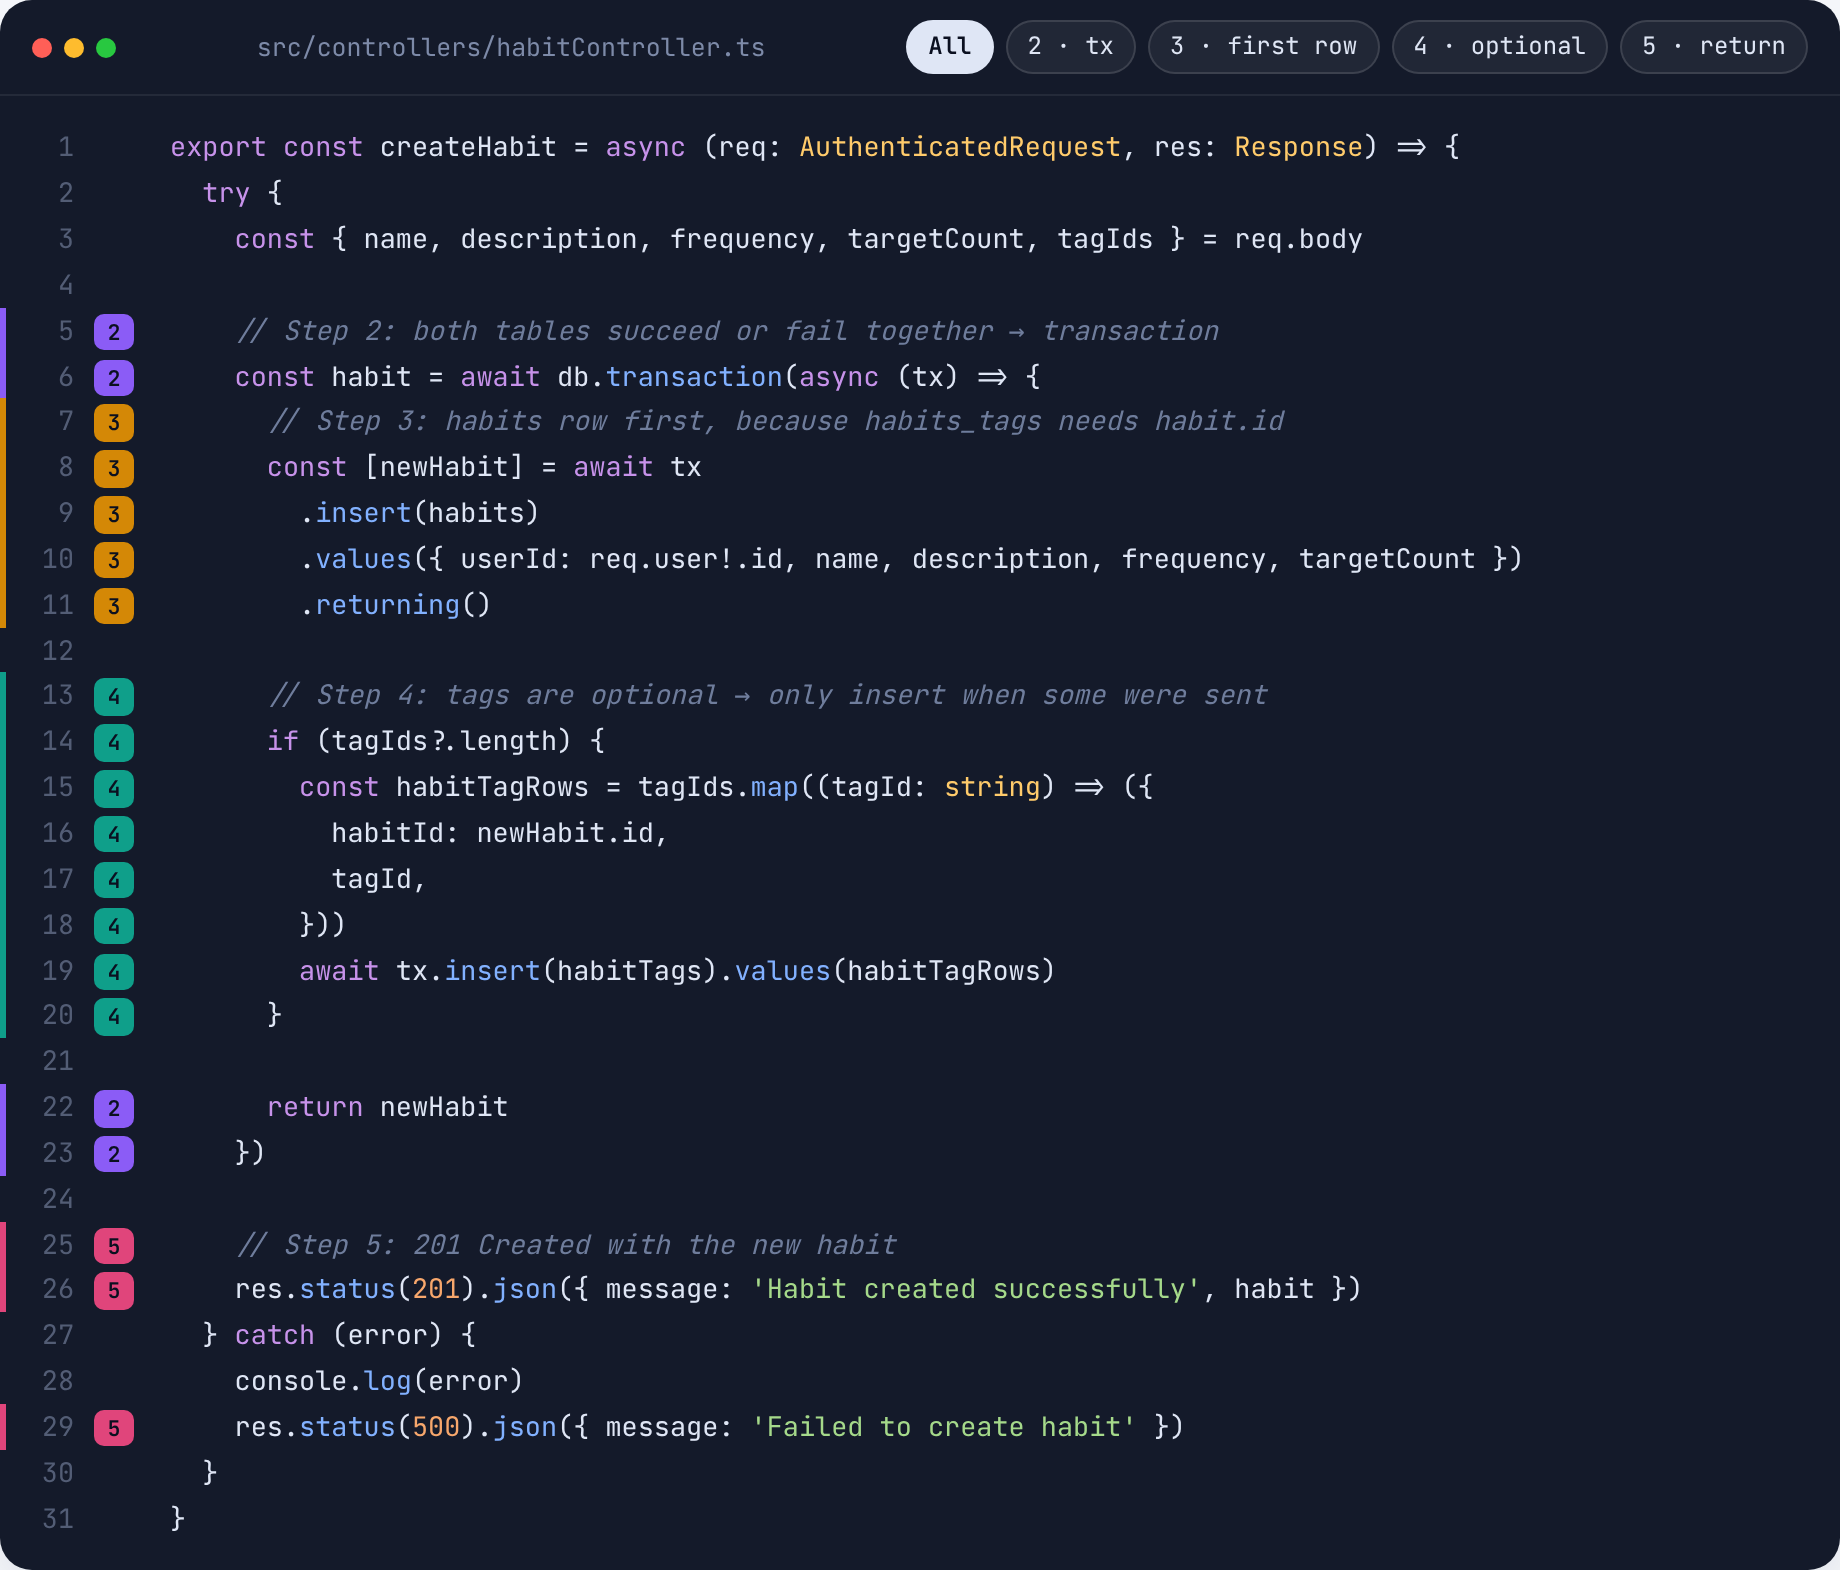 src/controllers/habitController.ts
All
2 · tx
3 · first row
4 · optional
5 · return
1 export const createHabit = async (req: AuthenticatedRequest, res: Response) => {
2 try {
3 const { name, description, frequency, targetCount, tagIds } = req.body
4
5 2 // Step 2: both tables succeed or fail together → transaction
6 2 const habit = await db.transaction(async (tx) => {
7 3 // Step 3: habits row first, because habits_tags needs habit.id
8 3 const [newHabit] = await tx
9 3 .insert(habits)
10 3 .values({ userId: req.user!.id, name, description, frequency, targetCount })
11 3 .returning()
12
13 4 // Step 4: tags are optional → only insert when some were sent
14 4 if (tagIds?.length) {
15 4 const habitTagRows = tagIds.map((tagId: string) => ({
16 4 habitId: newHabit.id,
17 4 tagId,
18 4 }))
19 4 await tx.insert(habitTags).values(habitTagRows)
20 4 }
21
22 2 return newHabit
23 2 })
24
25 5 // Step 5: 201 Created with the new habit
26 5 res.status(201).json({ message: 'Habit created successfully', habit })
27 } catch (error) {
28 console.log(error)
29 5 res.status(500).json({ message: 'Failed to create habit' })
30 }
31 }